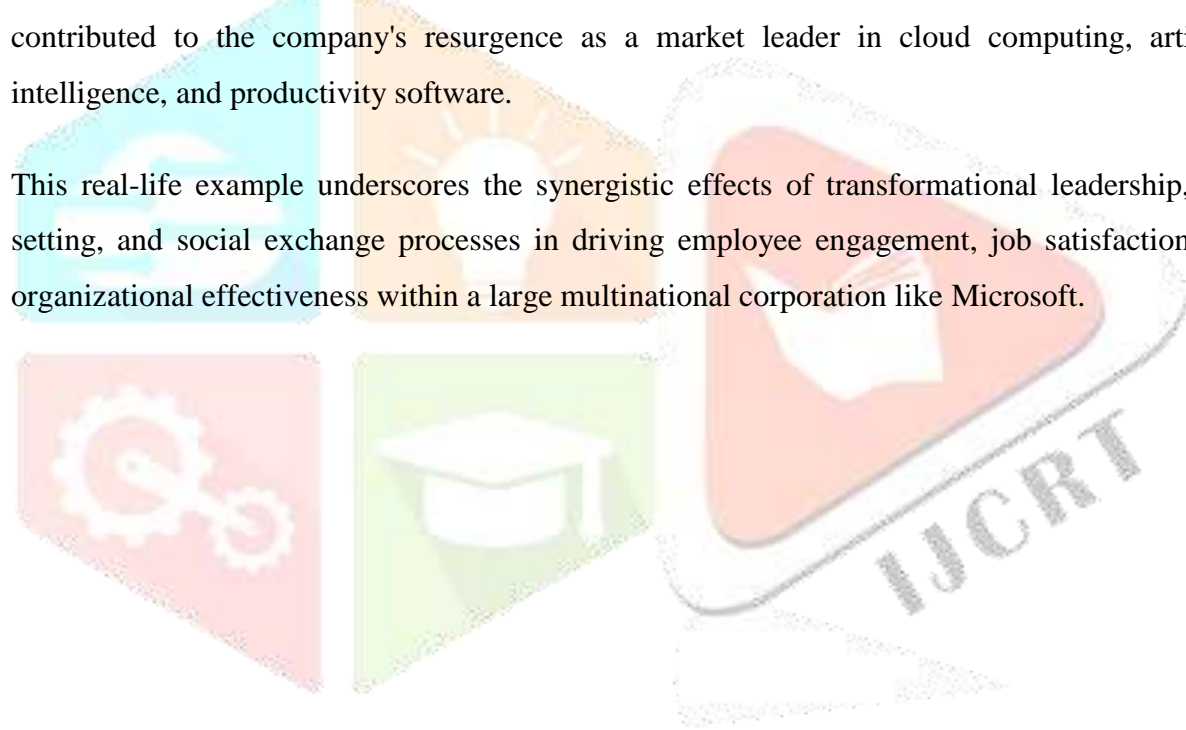 contributed to the company's resurgence as a market leader in cloud computing, arti
intelligence, and productivity software.
This real-life example underscores the synergistic effects of transformational leadership,
setting, and social exchange processes in driving employee engagement, job satisfaction
organizational effectiveness within a large multinational corporation like Microsoft.
IJCRT